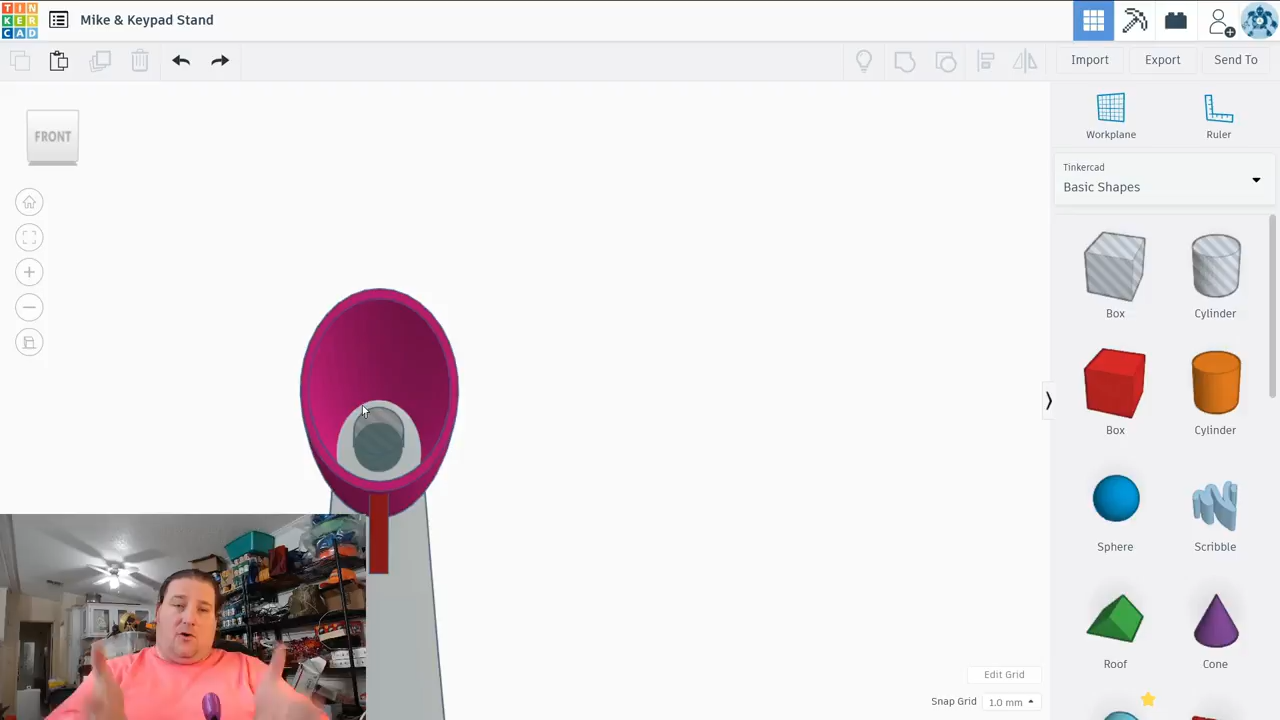 TIN
KER
CAD
Mike & Keypad Stand
Import
Export
Send To
FRONT
Workplane
Ruler
Tinkercad
Basic Shapes
Box
Cylinder
Box
Cylinder
Sphere
Scribble
Roof
Cone
Edit Grid
Snap Grid
1.0 mm